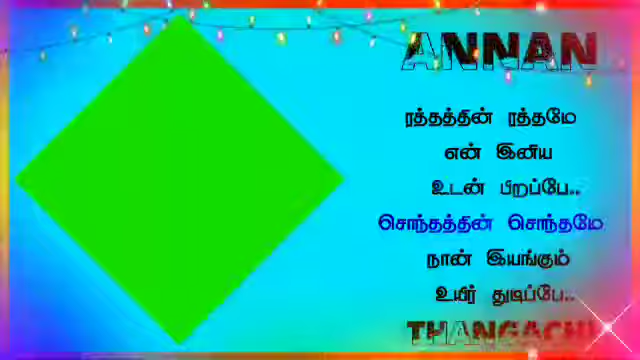 ANNAN
ரத்தத்தின் ரத்தமே
என் இனிய
உடன் பிறப்பே..
சொந்தத்தின் சொந்தமே
நான் இயங்கும்
உயிர் துடிப்பே..
THANGACHI